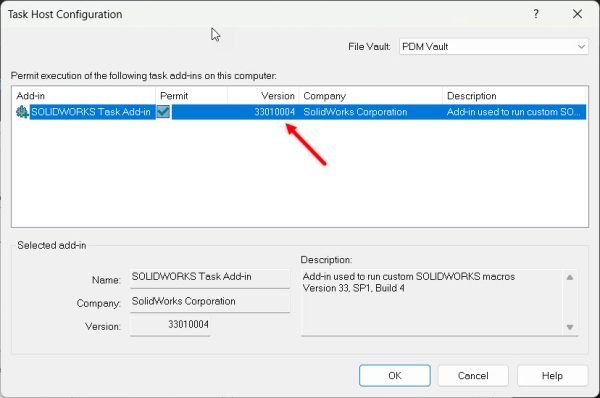 Task Host Configuration ?
File Vault: PDM Vault
Permit execution of the following task add-ins on this computer:
Add-in Permit Version Company Description
SOLIDWORKS Task Add-in 33010004 SolidWorks Corporation Add-in used to run custom SO...
Selected add-in
Name: SOLIDWORKS Task Add-in
Company: SolidWorks Corporation
Version: 33010004
Description:
Add-in used to run custom SOLIDWORKS macros
Version 33, SP1, Build 4
OK Cancel Help